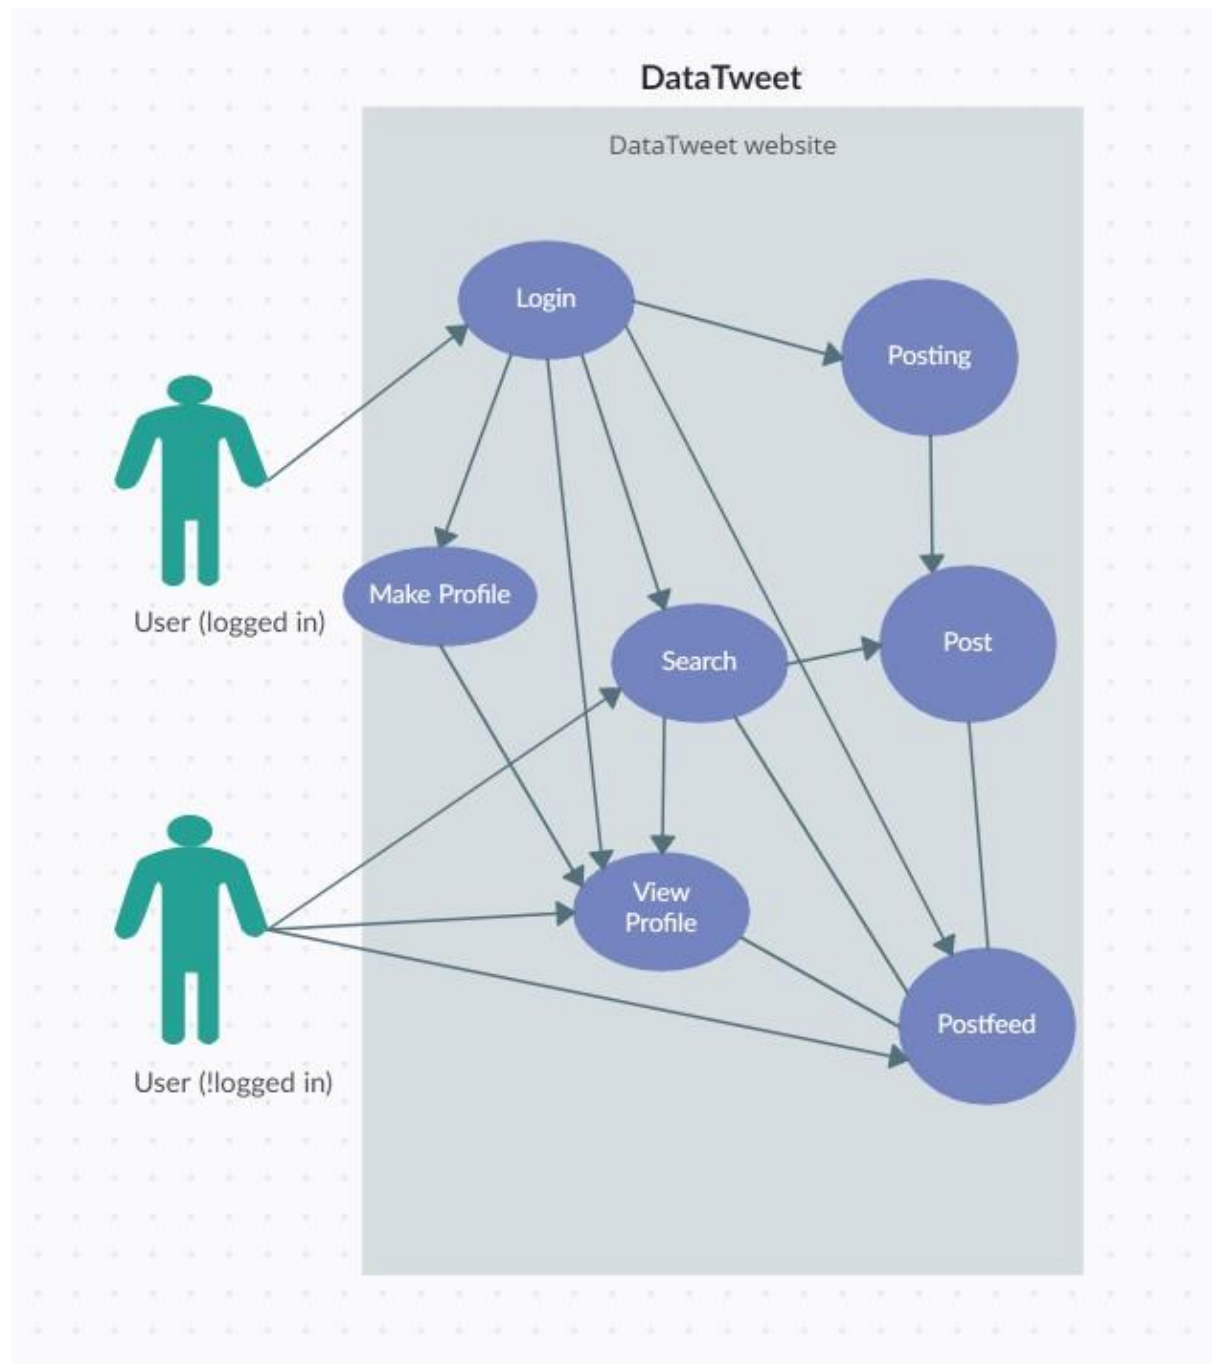 DataTweet
DataTweet website
Login
Posting
Make Profile
User (logged in)
Search
Post
View
Profile
Postfeed
User (!logged in)